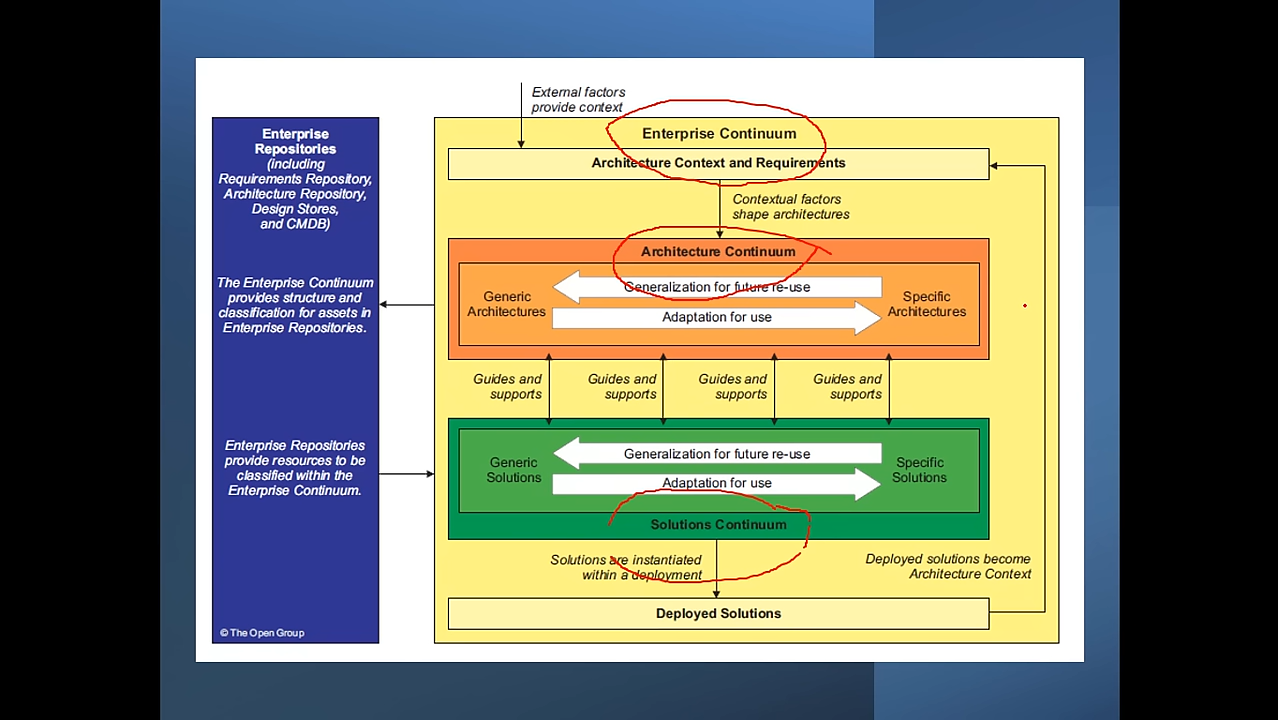 External factors
provide context
Enterprise
Repositories
(including
Requirements Repository,
Architecture Repository,
Design Stores,
and CMDB)
The Enterprise Continuum
provides structure and
classification for assets in
Enterprise Repositories.
Enterprise Repositories
provide resources to be
classified within the
Enterprise Continuum.
© The Open Group
Enterprise Continuum
Architecture Context and Requirements
Contextual factors
shape architectures
Architecture Continuum
Generic
Architectures
Generalization for future re-use
Adaptation for use
Specific
Architectures
Guides and
supports
Guides and
supports
Guides and
supports
Guides and
supports
Generic
Solutions
Generalization for future re-use
Adaptation for use
Specific
Solutions
Solutions Continuum
Solutions are instantiated
within a deployment
Deployed solutions become
Architecture Context
Deployed Solutions